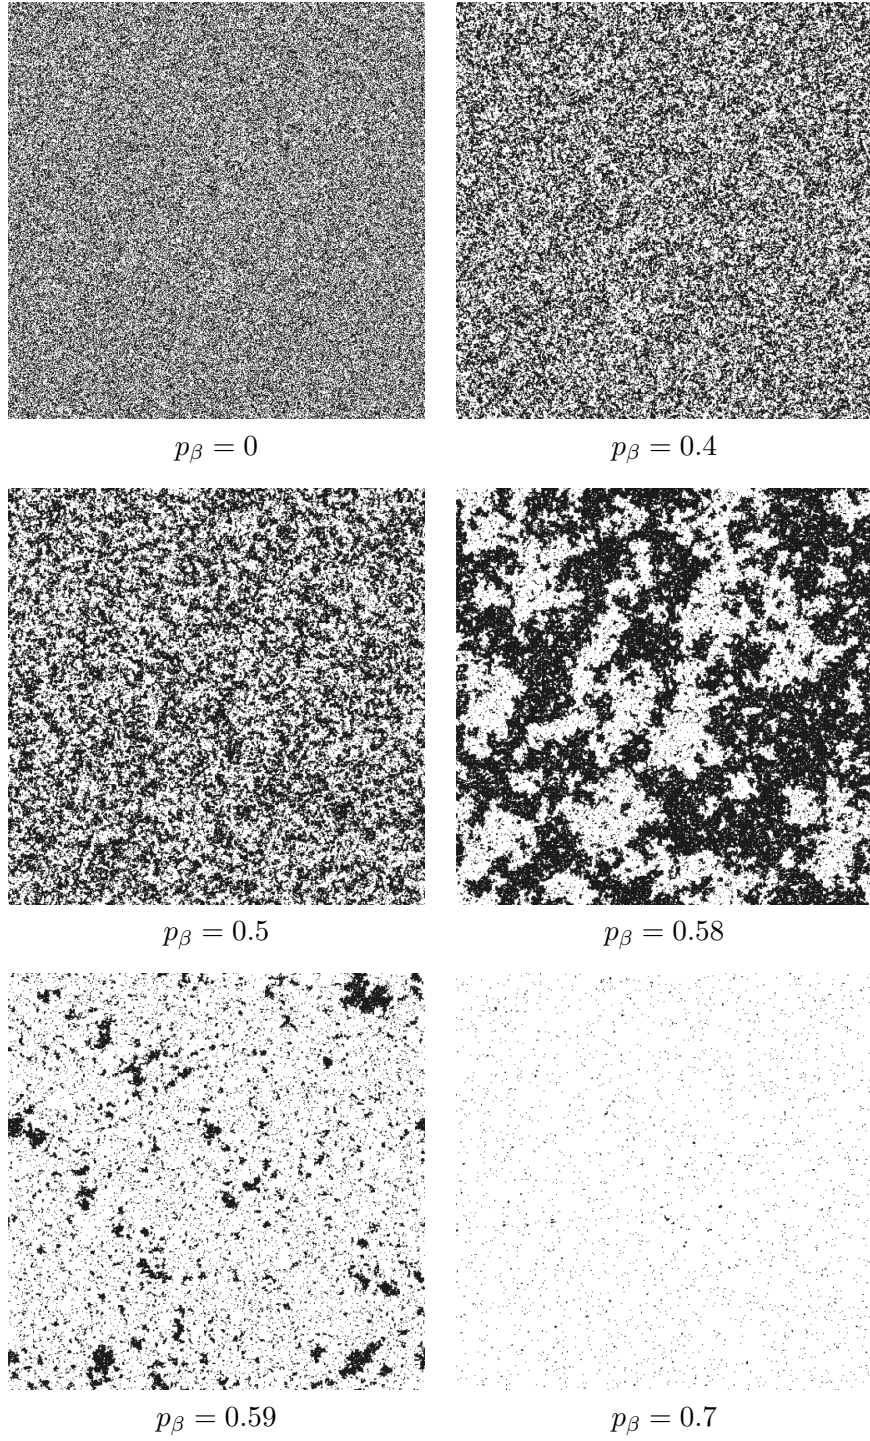 p_β = 0
p_β = 0.4
p_β = 0.5
p_β = 0.58
p_β = 0.59
p_β = 0.7